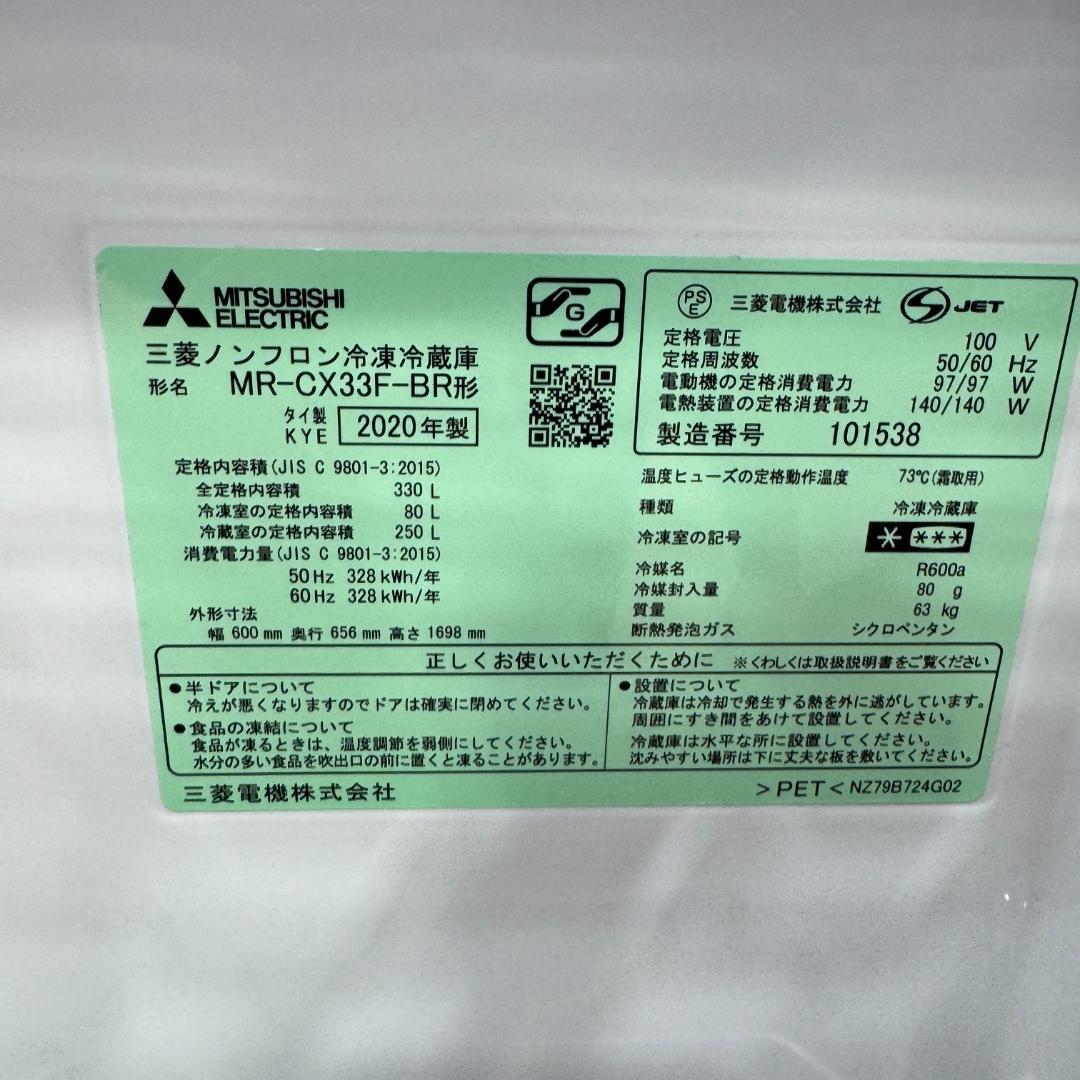 MITSUBISHI
ELECTRIC
三菱ノンフロン冷凍冷蔵庫
形名 MR-CX33F-BR形
タイ製
KYE 2020年製
定格内容積(JIS C 9801-3:2015)
全定格内容積 330 L
冷凍室の定格内容積 80 L
冷蔵室の定格内容積 250 L
消費電力量(JIS C 9801-3:2015)
50Hz 328kWh/年
60Hz 328kWh/年
外形寸法
幅 600mm 奥行 656mm 高さ 1698mm
G
PSE 三菱電機株式会社 S JET
定格電圧 100 V
定格周波数 50/60 Hz
電動機の定格消費電力 97/97 W
電熱装置の定格消費電力 140/140 W
製造番号 101538
温度ヒューズの定格動作温度 73℃(霜取用)
種類 冷凍冷蔵庫
冷凍室の記号 * ***
冷媒名 R600a
冷媒封入量 80 g
質量 63 kg
断熱発泡ガス シクロペンタン
正しくお使いいただくために ※くわしくは取扱説明書をご覧ください
●半ドアについて
冷えが悪くなりますのでドアは確実に閉めてください。
●食品の凍結について
食品が凍るときは、温度調節を弱側にしてください。
水分の多い食品を吹出口の前に置くと凍ることがあります。
●設置について
冷蔵庫は冷却で発生する熱を外に逃がしています。
周囲にすき間をあけて設置してください。
冷蔵庫は水平な所に設置してください。
沈みやすい場所は下に丈夫な板を敷いてください。
三菱電機株式会社
>PET< NZ79B724G02